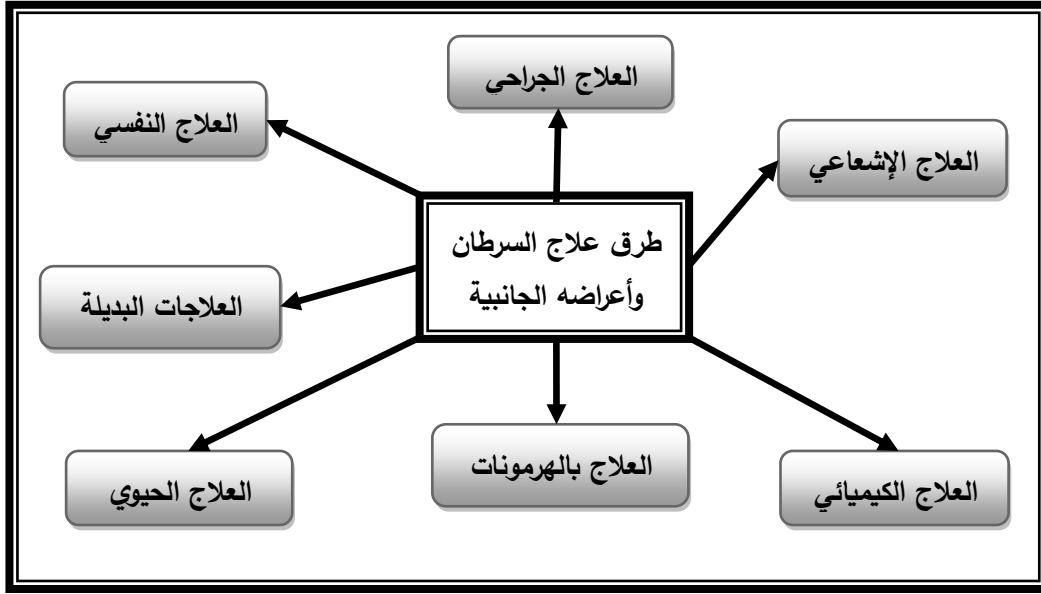 العلاج الجراحي
العلاج النفسي
العلاج الإشعاعي
طرق علاج السرطان
وأعراضه الجانبية
العلاجات البديلة
العلاج بالهرمونات
العلاج الكيميائي
العلاج الحيوي